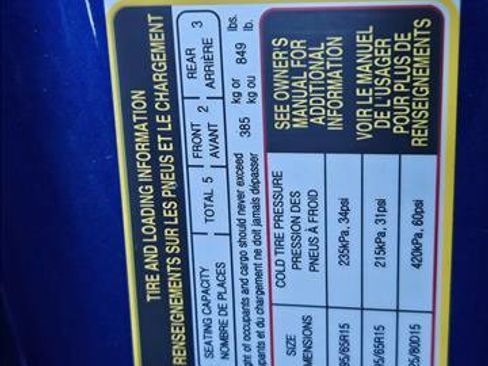 TIRE AND LOADING INFORMATION
RENSEIGNEMENTS SUR LES PNEUS ET LE CHARGEMENT
SEATING CAPACITY TOTAL 5 FRONT 2 REAR 3
NOMBRE DE PLACES AVANT ARRIÈRE
of occupants and cargo should never exceed 385 kg or 849 lbs.
et du chargement ne doit jamais dépasser kg ou lb.
SIZE COLD TIRE PRESSURE
PRESSION DES
PNEUS À FROID
/65R15 235kPa, 34psi
/65R15 215kPa, 31psi
/80D15 420kPa, 60psi
SEE OWNER'S
MANUAL FOR
ADDITIONAL
INFORMATION
VOIR LE MANUEL
DE L'USAGER
POUR PLUS DE
RENSEIGNEMENTS